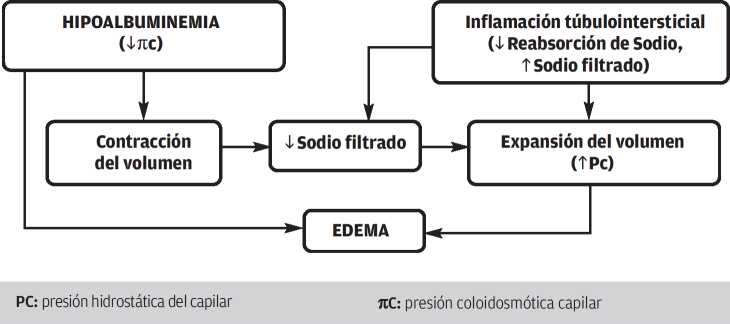 HIPOALBUMINEMIA
(↓πc)
Inflamación túbulointersticial
(↓Reabsorción de Sodio,
↑Sodio filtrado)
Contracción
del volumen
↓Sodio filtrado
Expansión del volumen
(↑Pc)
EDEMA
PC: presión hidrostática del capilar
πC: presión coloidosmótica capilar